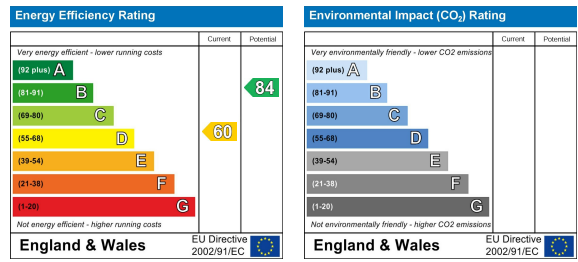 Energy Efficiency Rating
Current Potential
Very energy efficient - lower running costs
(92 plus) A
(81-91) B
84
(69-80) C
(55-68) D
60
(39-54) E
(21-38) F
(1-20) G
Not energy efficient - higher running costs
England & Wales
EU Directive
2002/91/EC
Environmental Impact (CO2) Rating
Current Potential
Very environmentally friendly - lower CO2 emissions
(92 plus) A
(81-91) B
(69-80) C
(55-68) D
(39-54) E
(21-38) F
(1-20) G
Not environmentally friendly - higher CO2 emissions
England & Wales
EU Directive
2002/91/EC